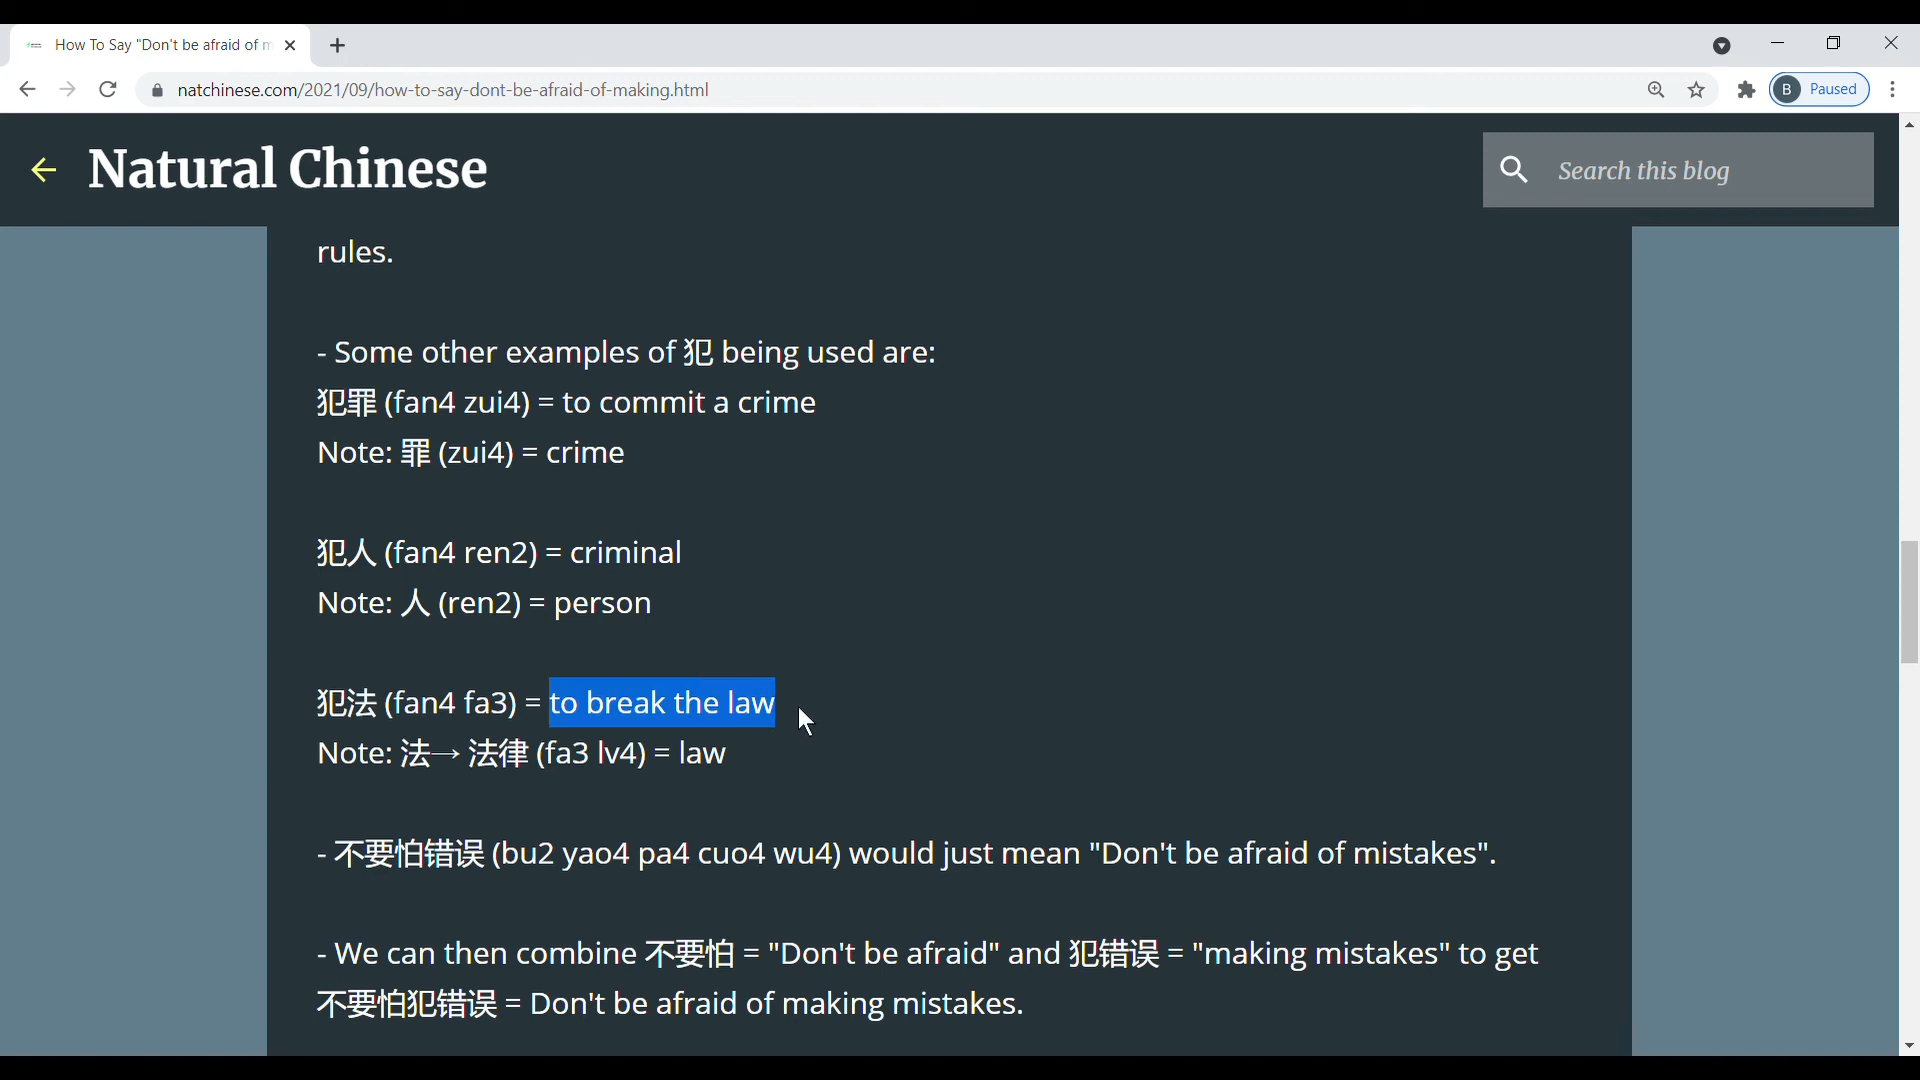 How To Say "Don't be afraid of m
natchinese.com/2021/09/how-to-say-dont-be-afraid-of-making.html
B Paused
Natural Chinese
Search this blog
rules.
- Some other examples of 犯 being used are:
犯罪 (fan4 zui4) = to commit a crime
Note: 罪 (zui4) = crime
犯人 (fan4 ren2) = criminal
Note: 人 (ren2) = person
犯法 (fan4 fa3) = to break the law
Note: 法→ 法律 (fa3 lv4) = law
- 不要怕错误 (bu2 yao4 pa4 cuo4 wu4) would just mean "Don't be afraid of mistakes".
- We can then combine 不要怕 = "Don't be afraid" and 犯错误 = "making mistakes" to get
不要怕犯错误 = Don't be afraid of making mistakes.